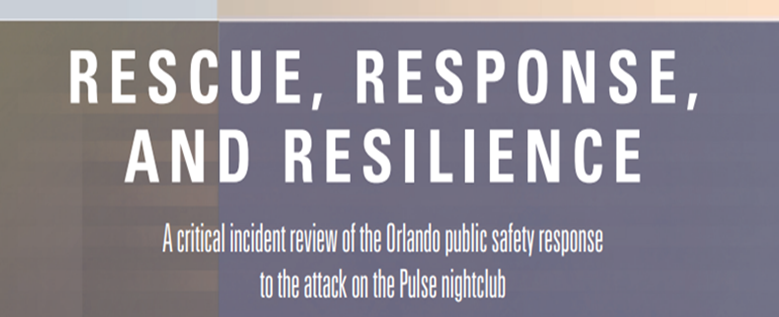 RESCUE, RESPONSE,
AND RESILIENCE
A critical incident review of the Orlando public safety response
to the attack on the Pulse nightclub